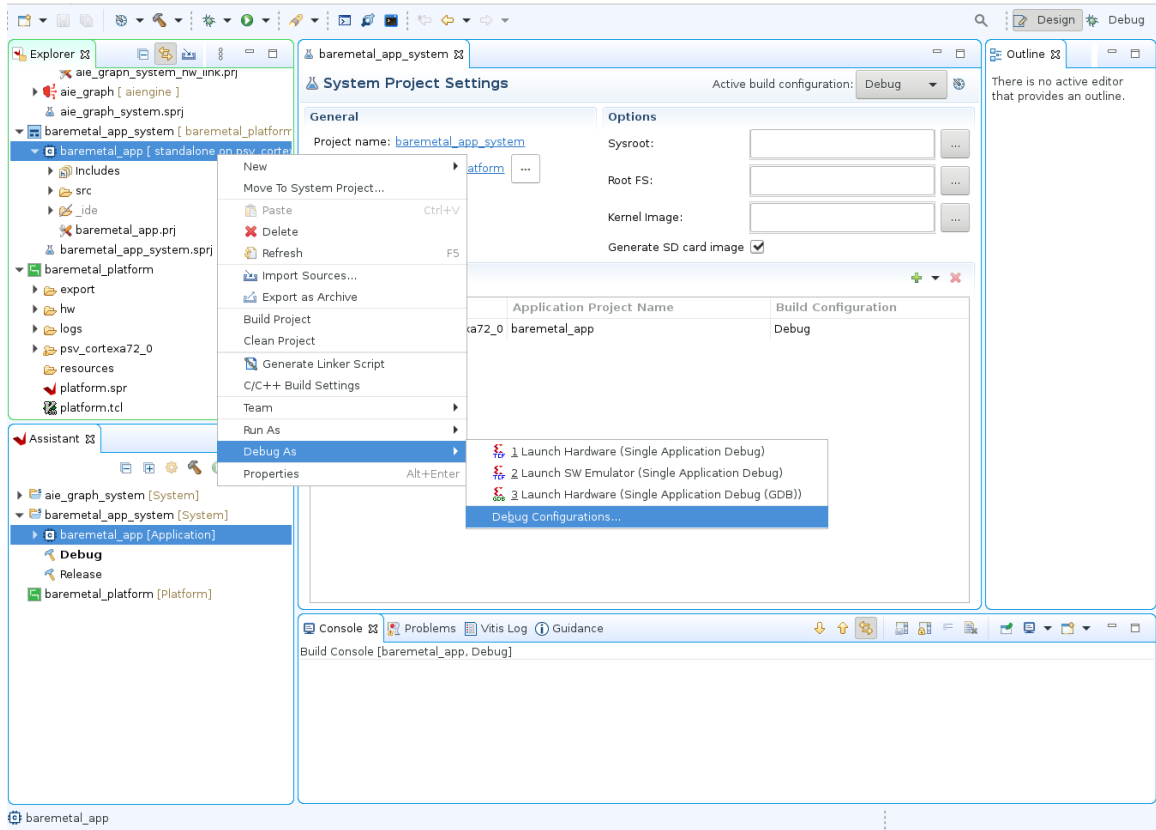 Design
Debug
Explorer
aie_graph_system_hw_link.prj
aie_graph [ aiengine ]
aie_graph_system.sprj
baremetal_app_system [ baremetal_platform
baremetal_app [ standalone on psv_cortex
Includes
src
_ide
baremetal_app.prj
baremetal_app_system.sprj
baremetal_platform
export
hw
logs
psv_cortexa72_0
resources
platform.spr
platform.tcl
New
Move To System Project...
Paste Ctrl+V
Delete
Refresh F5
Import Sources...
Export as Archive
Build Project
Clean Project
Generate Linker Script
C/C++ Build Settings
Team
Run As
Debug As
Properties Alt+Enter
1 Launch Hardware (Single Application Debug)
2 Launch SW Emulator (Single Application Debug)
3 Launch Hardware (Single Application Debug (GDB))
Debug Configurations...
baremetal_app_system
System Project Settings
Active build configuration: Debug
General
Project name: baremetal_app_system
atform ...
Options
Sysroot: ...
Root FS: ...
Kernel Image: ...
Generate SD card image
Application Project Name Build Configuration
xa72_0 baremetal_app Debug
Outline
There is no active editor
that provides an outline.
Assistant
aie_graph_system [System]
baremetal_app_system [System]
baremetal_app [Application]
Debug
Release
baremetal_platform [Platform]
Console Problems Vitis Log Guidance
Build Console [baremetal_app, Debug]
baremetal_app